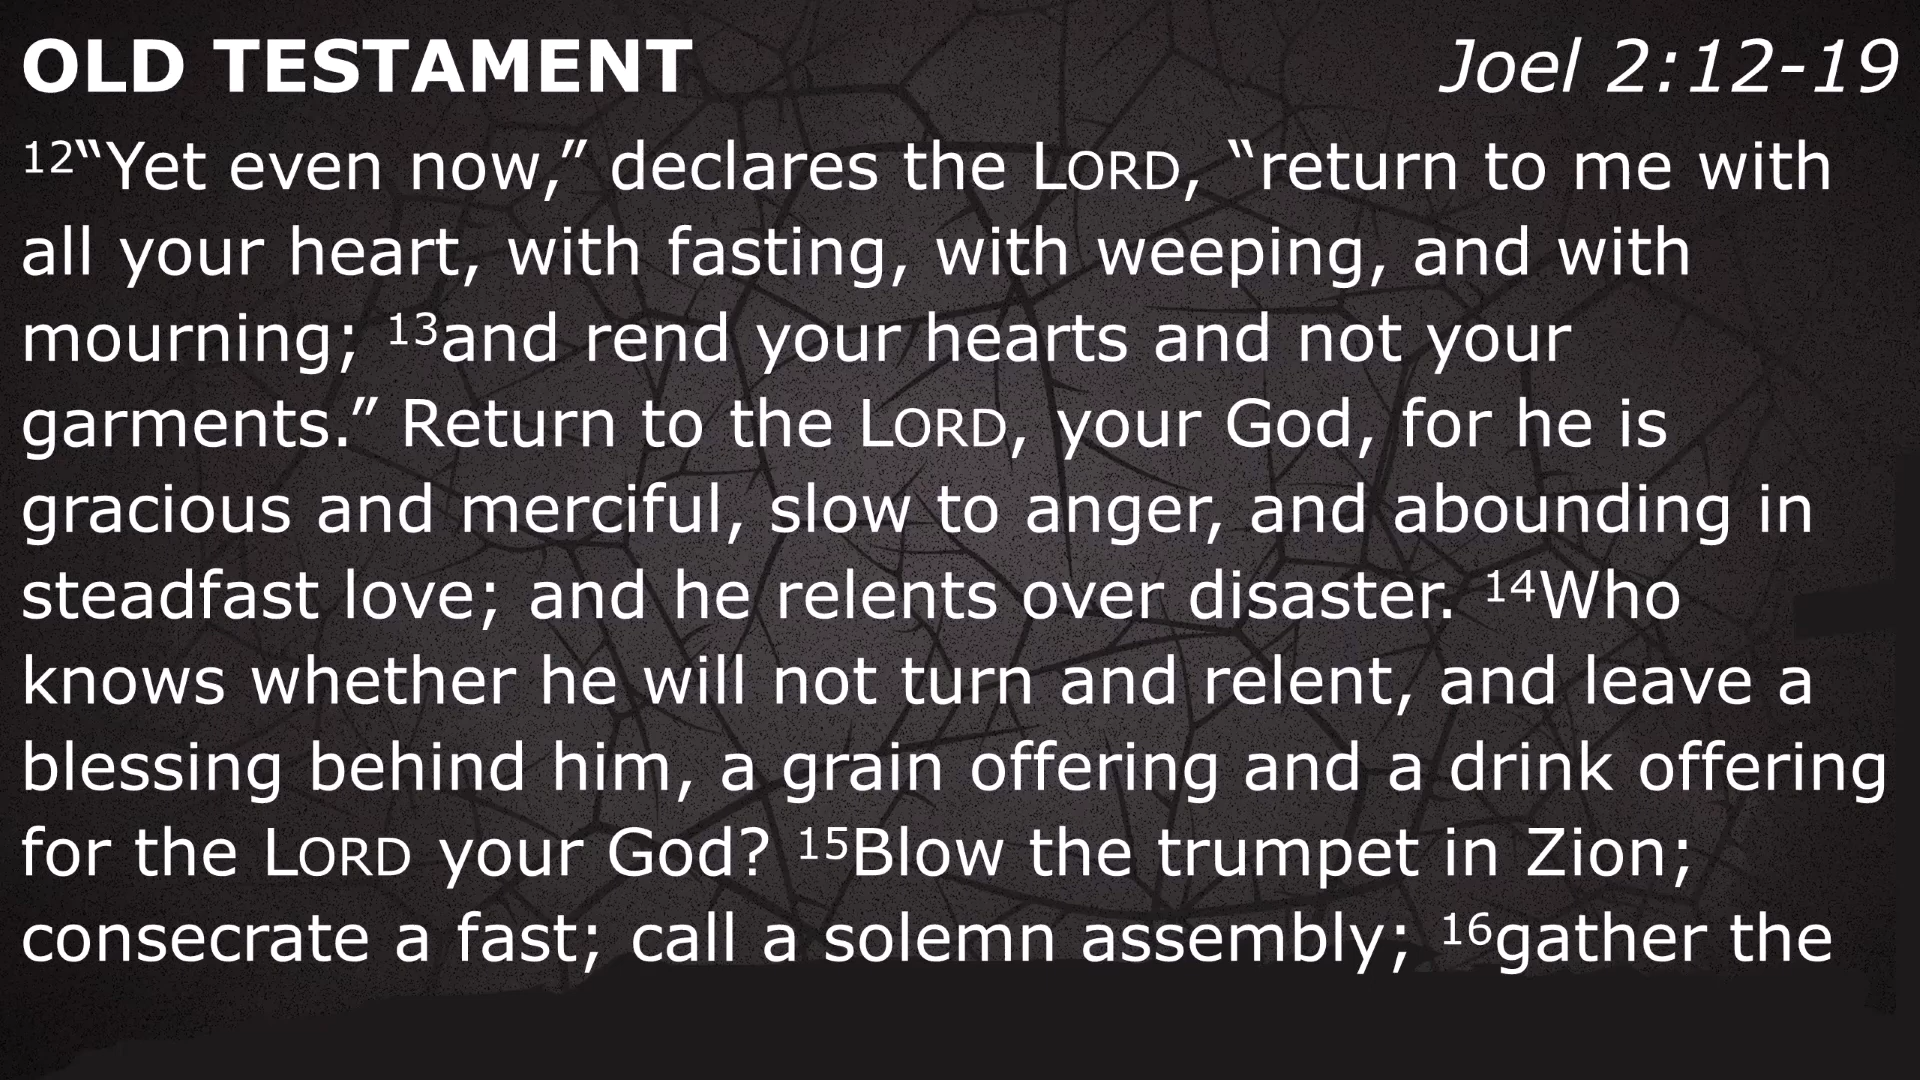 OLD TESTAMENT Joel 2:12-19
12“Yet even now,” declares the LORD, “return to me with
all your heart, with fasting, with weeping, and with
mourning; 13and rend your hearts and not your
garments.” Return to the LORD, your God, for he is
gracious and merciful, slow to anger, and abounding in
steadfast love; and he relents over disaster. 14Who
knows whether he will not turn and relent, and leave a
blessing behind him, a grain offering and a drink offering
for the LORD your God? 15Blow the trumpet in Zion;
consecrate a fast; call a solemn assembly; 16gather the